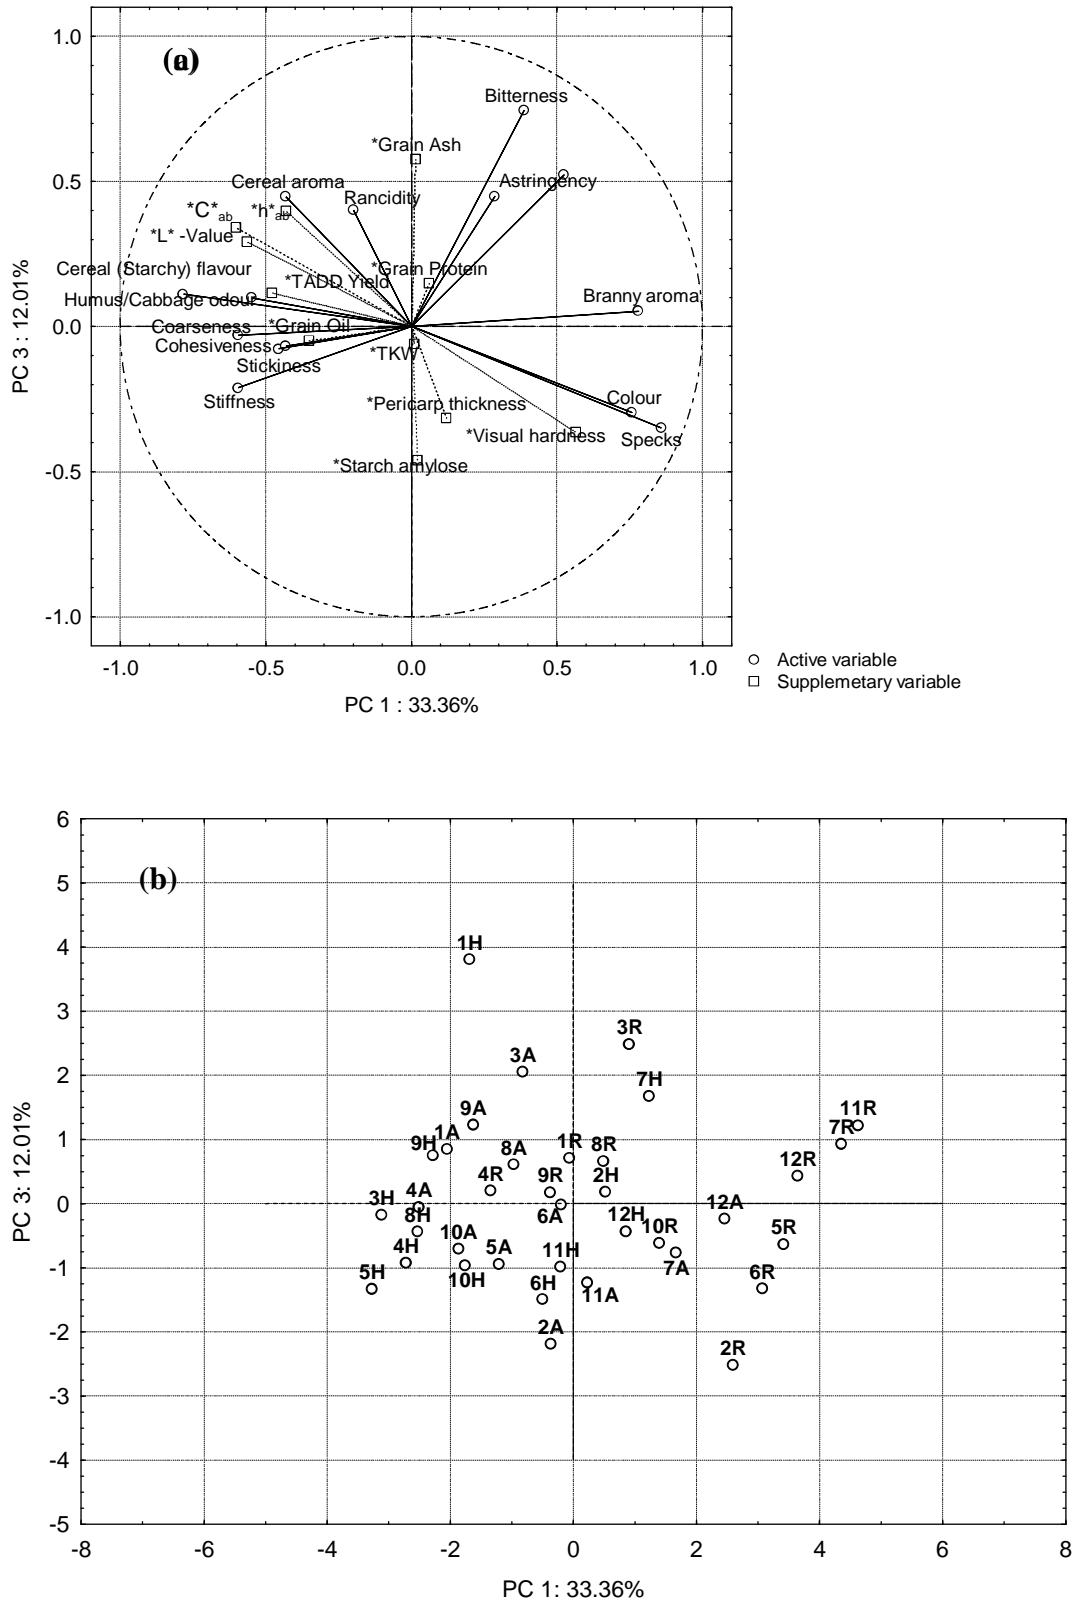 1.0
(a)
Bitterness
*Grain Ash
0.5
Cereal aroma
Astringency
Rancidity
*C*ab
*h*ab
*L* -Value
Cereal (Starchy) flavour
*Grain Protein
*TADD Yield
Humus/Cabbage odour
Branny aroma
0.0
Coarseness
*Grain Oil
Cohesiveness
*TKW
Stickiness
Stiffness
*Pericarp thickness
Colour
*Visual hardness
Specks
*Starch amylose
-0.5
-1.0
PC 3 : 12.01%
-1.0 -0.5 0.0 0.5 1.0
PC 1 : 33.36%
Active variable
Supplemetary variable
6
(b)
5
4
1H
3
3R
3A
2
7H
9A
11R
7R
1
1A
9H
8A
1R
8R
12R
4R
9R
2H
0
3H
4A
6A
12A
8H
12H
10R
5R
4H
10A
5A
11H
7A
-1
5H
10H
6H
11A
6R
2A
-2
2R
-3
-4
-5
PC 3: 12.01%
-8 -6 -4 -2 0 2 4 6 8
PC 1: 33.36%